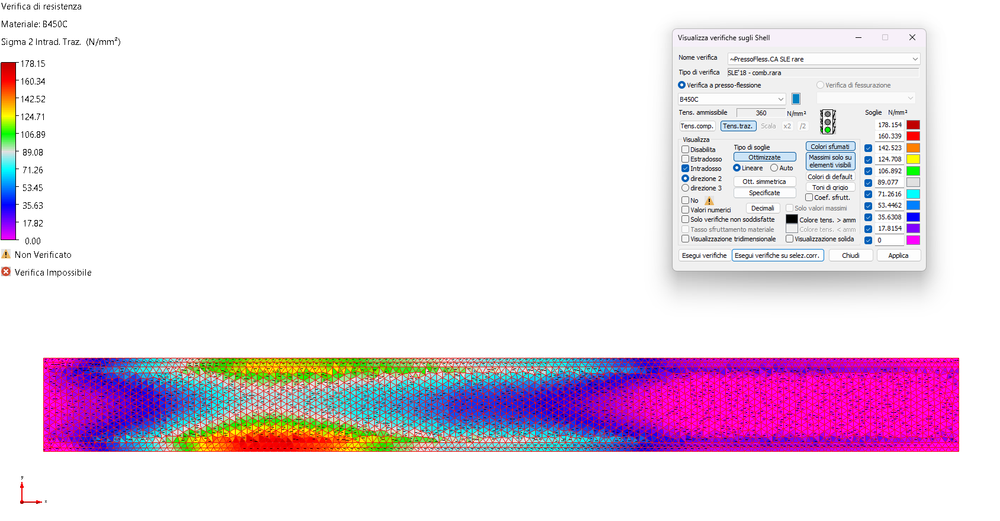 Verifica di resistenza
Materiale: B450C
Sigma 2 Intrad. Traz. (N/mm²)
178.15
160.34
142.52
124.71
106.89
89.08
71.26
53.45
35.63
17.82
0.00
Non Verificato
Verifica Impossibile
Visualizza verifiche sugli Shell
Nome verifica ~PressoFless.CA SLE rare
Tipo di verifica SLE'18 - comb.rara
Verifica a presso-flessione Verifica di fessurazione
B450C
Tens. ammissibile 360 N/mm² Soglie N/mm²
Tens.comp. Tens.traz. Scala x2 /2
Visualizza
Disabilita
Estradosso
Intradosso
direzione 2
direzione 3
No
Valori numerici
Solo verifiche non soddisfatte
Tasso sfruttamento materiale
Visualizzazione tridimensionale
Tipo di soglie
Ottimizzate
Lineare Auto
Ott. simmetrica
Specificate
Decimali
Colori sfumati
Massimi solo su
elementi visibili
Colori di default
Toni di grigio
Coef. sfrutt.
Solo valori massimi
Colore tens. > amm
Colore tens. < amm
Visualizzazione solida
178.154
160.339
142.523
124.708
106.892
89.077
71.2616
53.4462
35.6308
17.8154
0
Esegui verifiche Esegui verifiche su selez.corr. Chiudi Applica
y
x